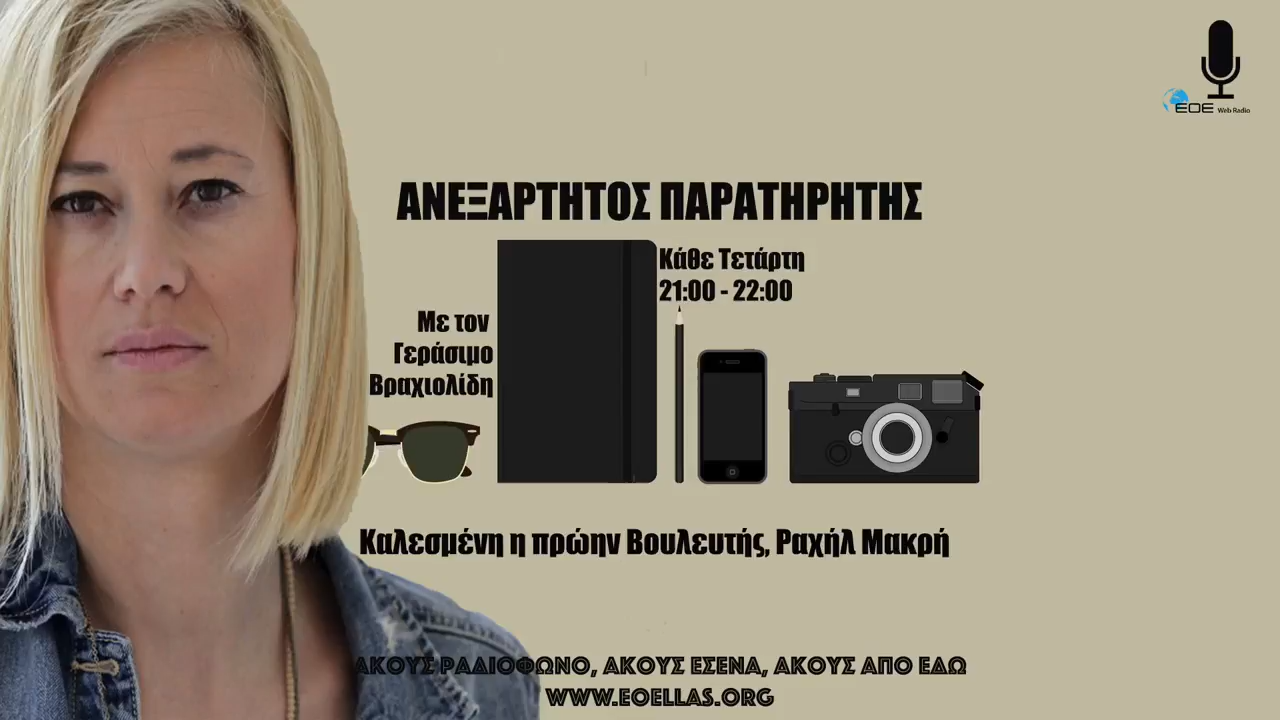 EOE Web Radio
ΑΝΕΞΑΡΤΗΤΟΣ ΠΑΡΑΤΗΡΗΤΗΣ
Κάθε Τετάρτη
21:00 - 22:00
Με τον
Γεράσιμο
Βραχιολίδη
Καλεσμένη η πρώην Βουλευτής, Ραχήλ Μακρή
ΑΚΟΥΣ ΡΑΔΙΟΦΩΝΟ, ΑΚΟΥΣ ΕΣΕΝΑ, ΑΚΟΥΣ ΑΠΟ ΕΔΩ
WWW.EOELLAS.ORG